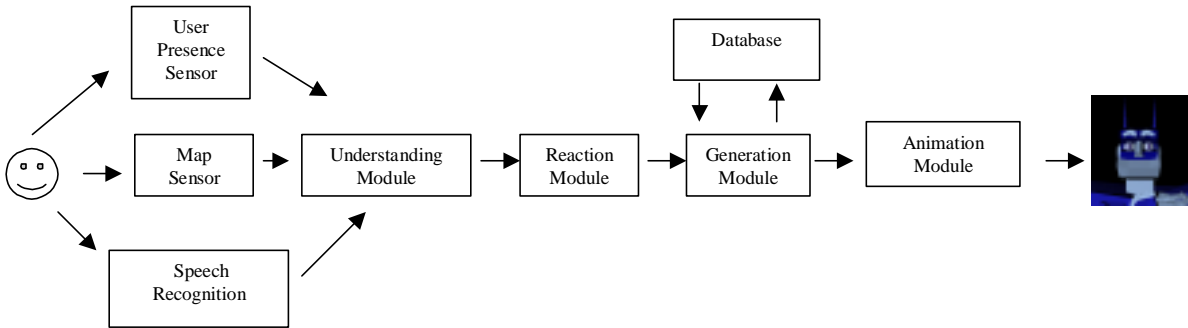 User
Presence
Sensor
Map
Sensor
Speech
Recognition
Understanding
Module
Reaction
Module
Database
Generation
Module
Animation
Module